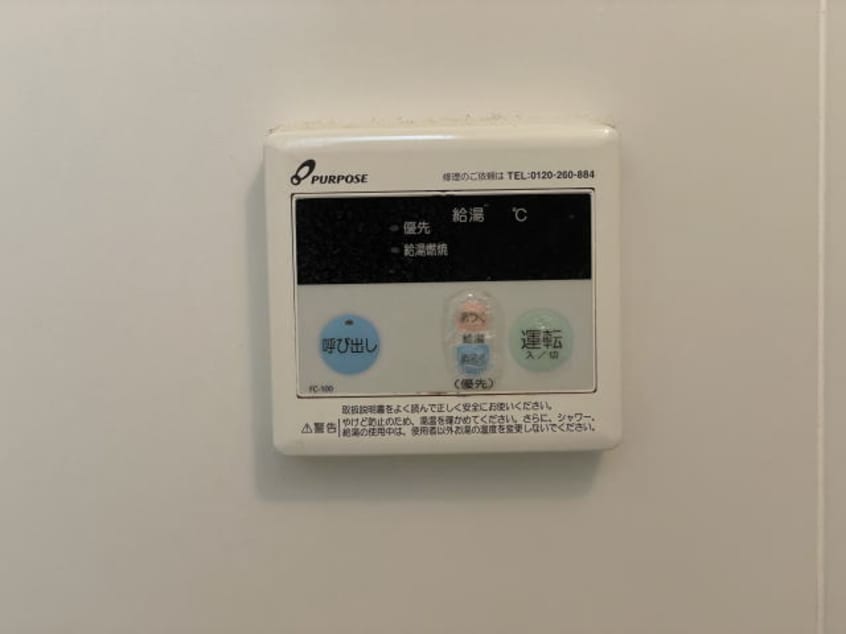 PURPOSE
修理のご依頼は TEL:0120-260-884
給湯 ℃
優先
給湯燃焼
呼び出し
あつく
給湯
ぬるく
(優先)
運転
入/切
FC-100
取扱説明書をよく読んで正しく安全にお使いください。
⚠警告
やけど防止のため、湯温を確かめてください。さらに、シャワー、
給湯の使用中は、使用者以外お湯の温度を変更しないでください。